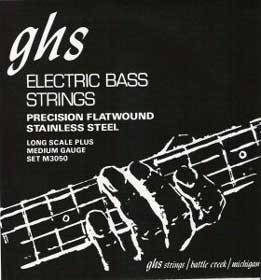 ghs
ELECTRIC BASS
STRINGS
PRECISION FLATWOUND
STAINLESS STEEL
LONG SCALE PLUS
MEDIUM GAUGE
SET M3050
ghs strings / battle creek / michigan